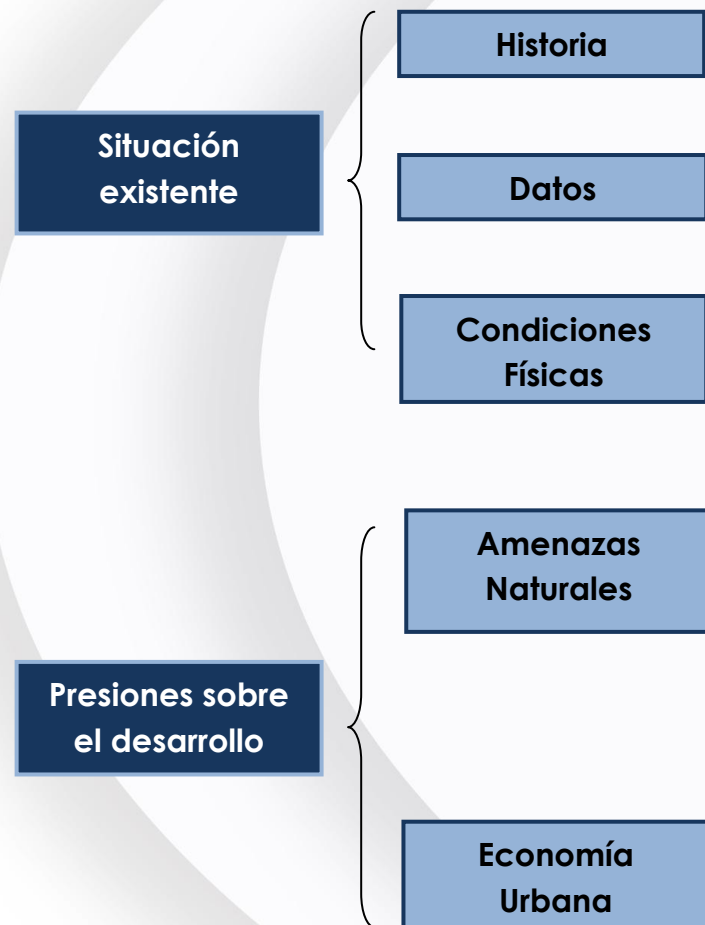 Historia
Situación
existente
Datos
Condiciones
Físicas
Amenazas
Naturales
Presiones sobre
el desarrollo
Economía
Urbana